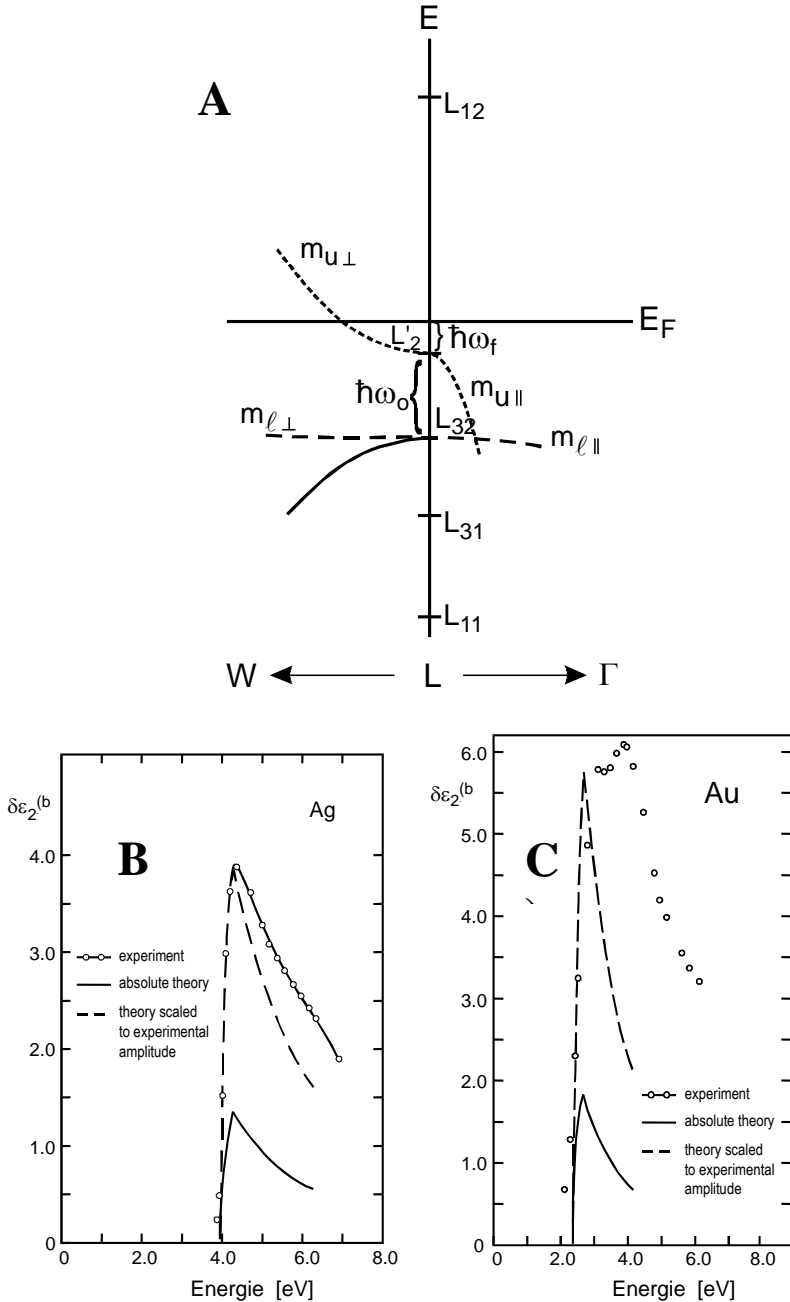 E
A
L12
mu⊥
EF
L'2
ħωf
ħωo
mu∥
mℓ⊥
L32
mℓ∥
L31
L11
W
L
Γ
δε2(b
Ag
B
4.0
3.0
experiment
absolute theory
theory scaled
to experimental
amplitude
2.0
1.0
0
0
2.0
4.0
6.0
8.0
Energie [eV]
6.0
δε2(b
Au
C
5.0
4.0
3.0
2.0
experiment
absolute theory
theory scaled
to experimental
amplitude
1.0
0
0
2.0
4.0
6.0
8.0
Energie [eV]